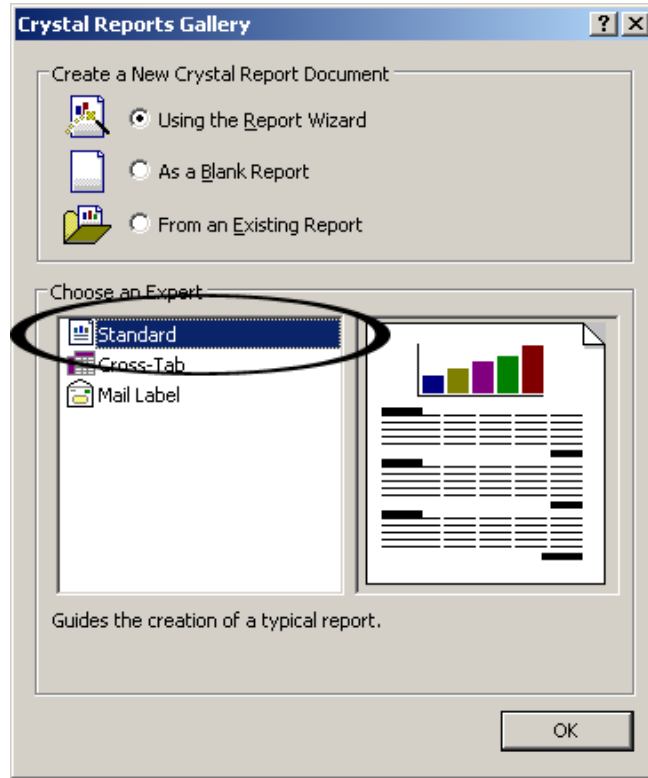 Crystal Reports Gallery
Create a New Crystal Report Document
Using the Report Wizard
As a Blank Report
From an Existing Report
Choose an Expert
Standard
Cross-Tab
Mail Label
Guides the creation of a typical report.
OK